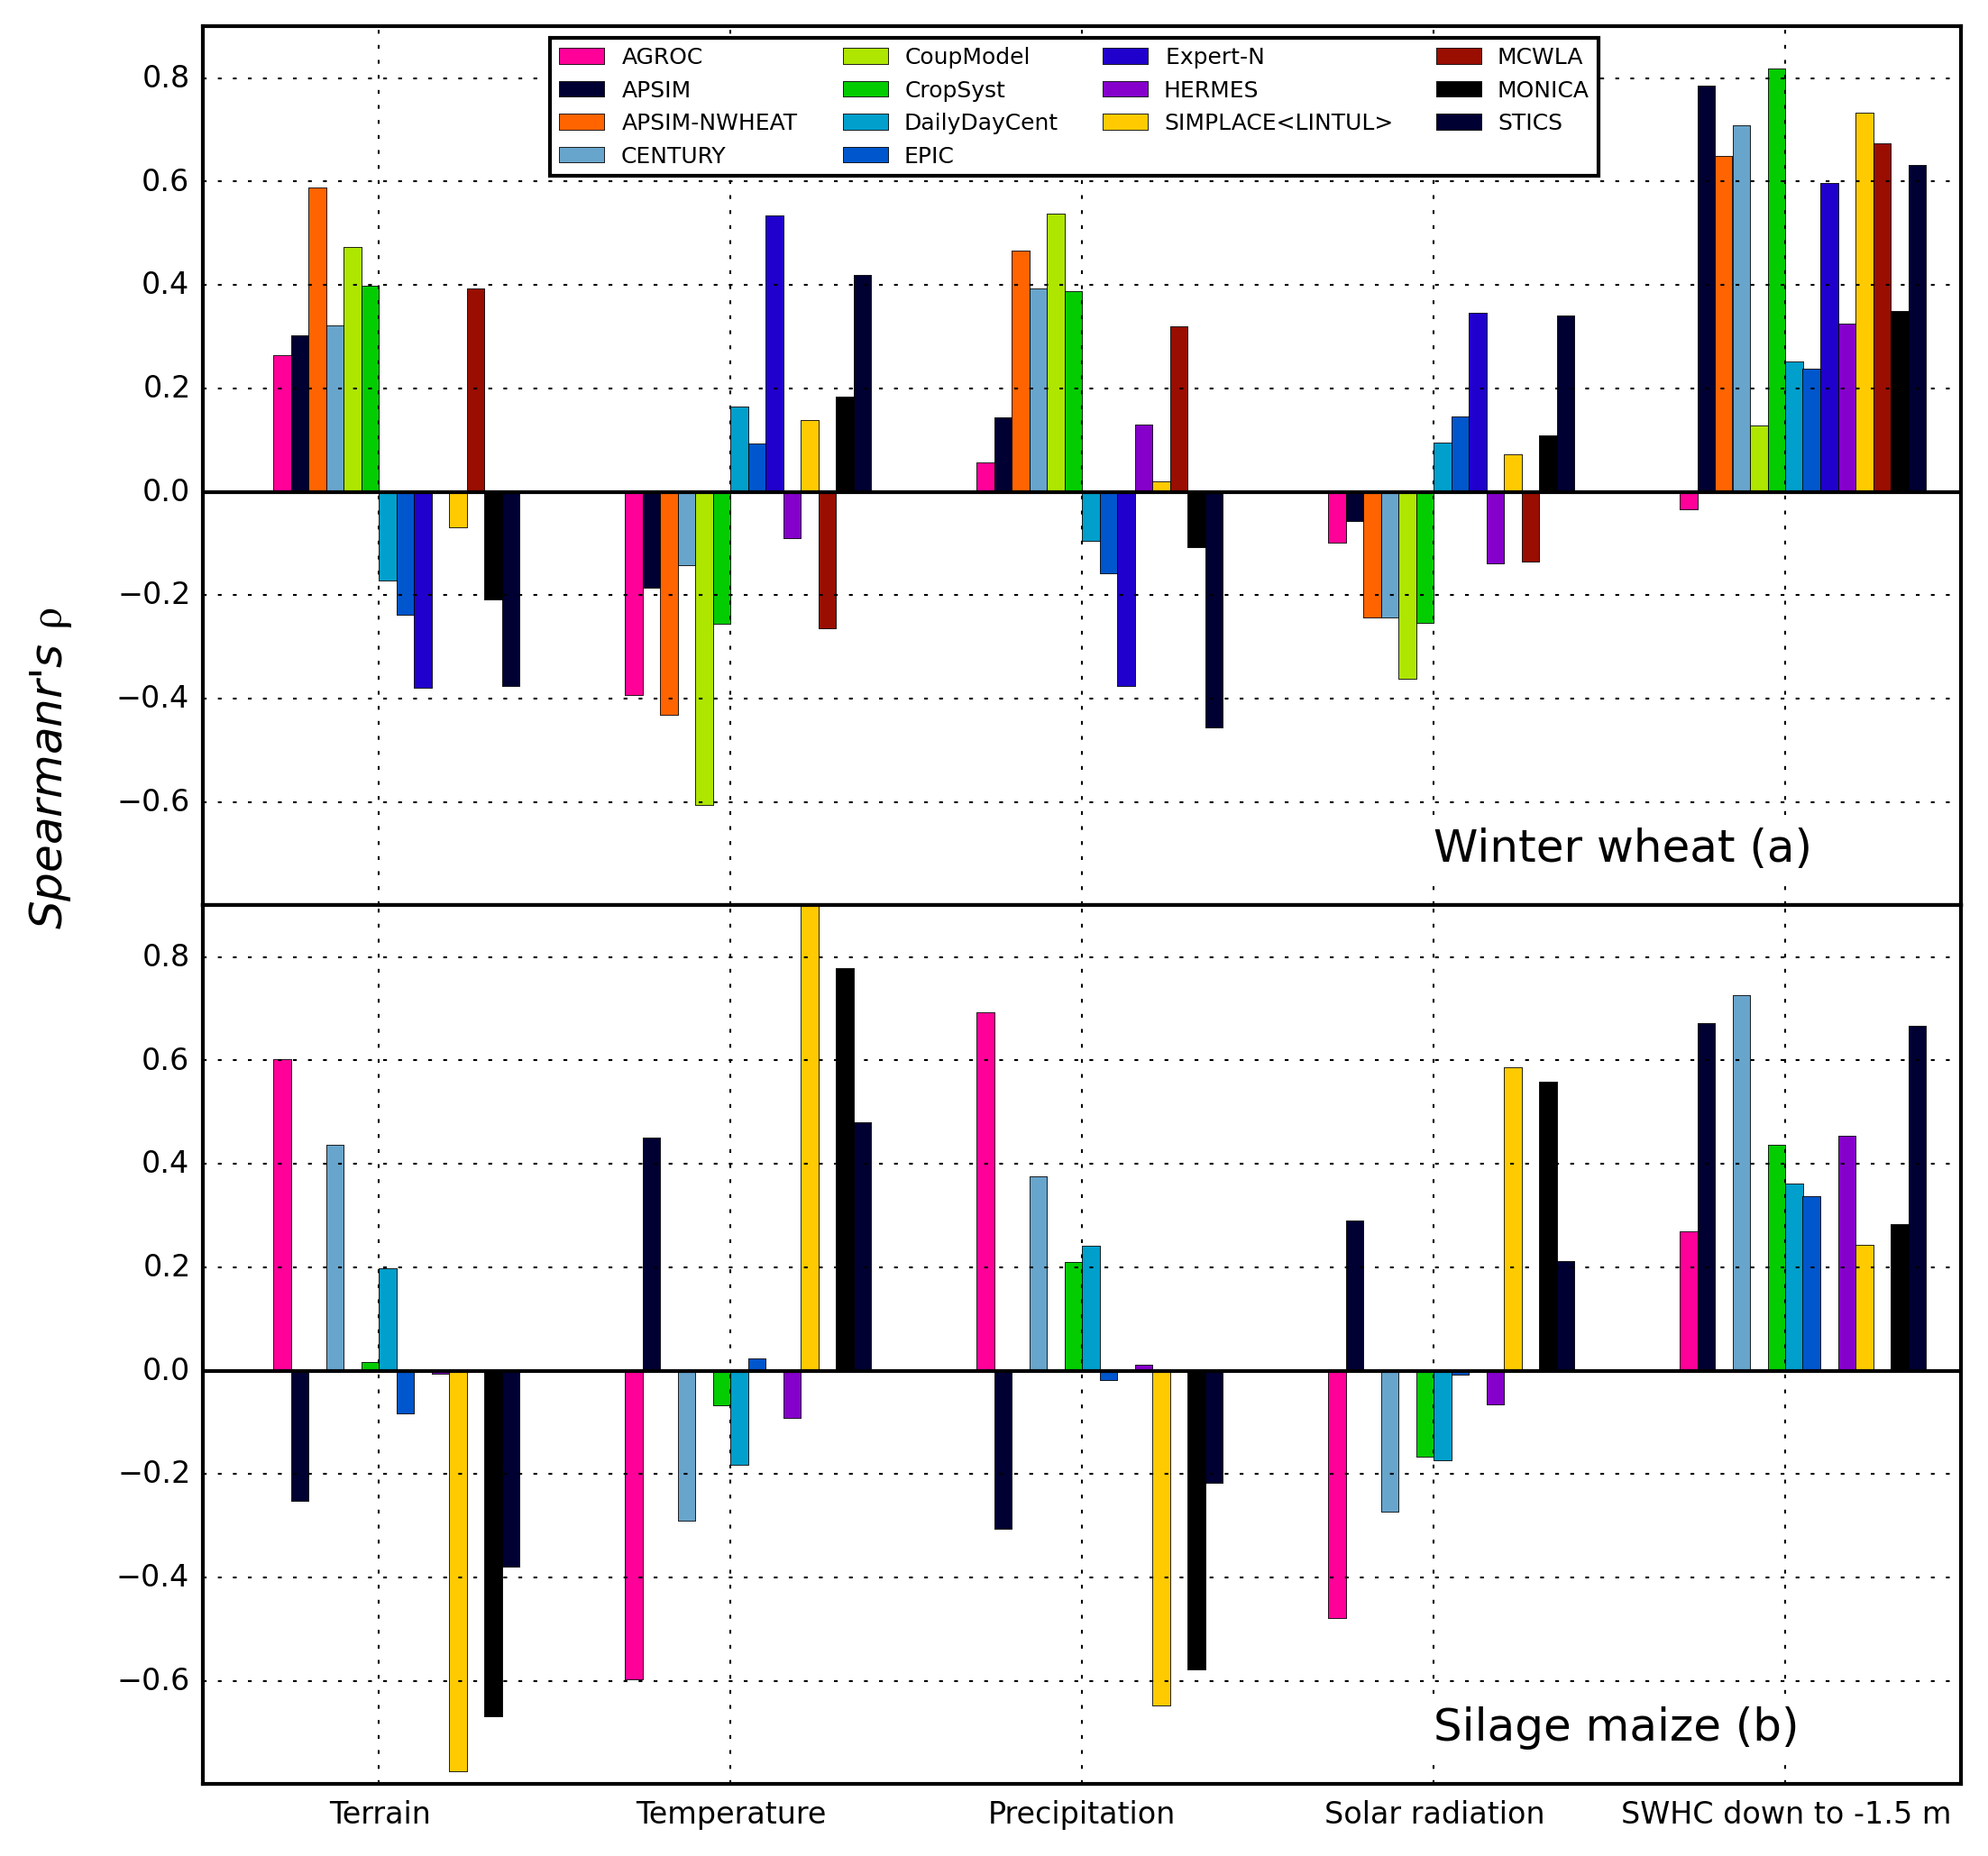 Spearmanr's ρ
0.8
0.6
0.4
0.2
0.0
−0.2
−0.4
−0.6
AGROC
APSIM
APSIM-NWHEAT
CENTURY
CoupModel
CropSyst
DailyDayCent
EPIC
Expert-N
HERMES
SIMPLACE<LINTUL>
MCWLA
MONICA
STICS
Winter wheat (a)
0.8
0.6
0.4
0.2
0.0
−0.2
−0.4
−0.6
Silage maize (b)
Terrain
Temperature
Precipitation
Solar radiation
SWHC down to -1.5 m